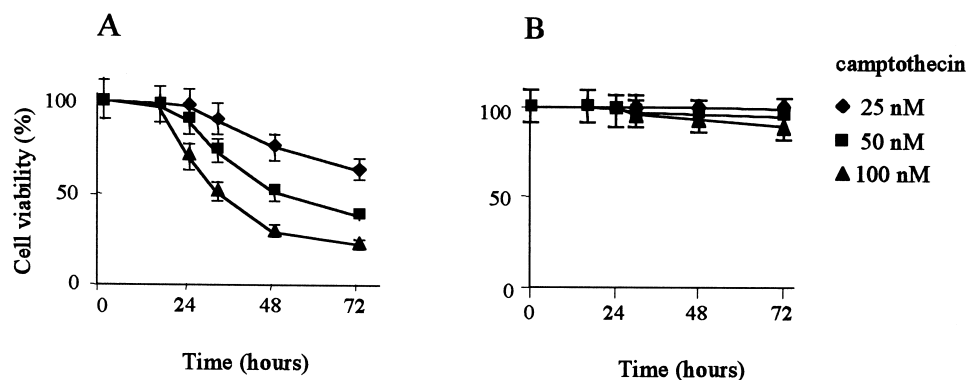 A
Cell viability (%)
100
50
0
0 24 48 72
Time (hours)
B
100
50
0
0 24 48 72
Time (hours)
camptothecin
25 nM
50 nM
100 nM